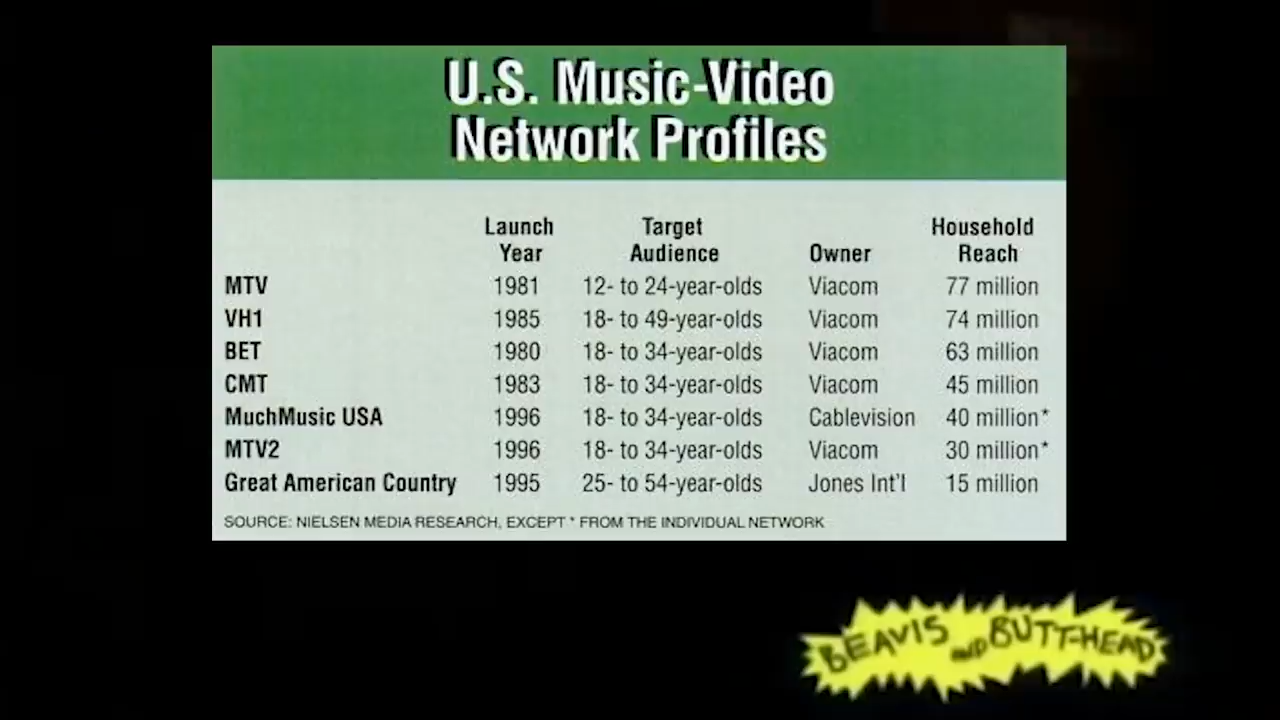 U.S. Music-Video
Network Profiles
Launch Year Target Audience Owner Household Reach
MTV 1981 12- to 24-year-olds Viacom 77 million
VH1 1985 18- to 49-year-olds Viacom 74 million
BET 1980 18- to 34-year-olds Viacom 63 million
CMT 1983 18- to 34-year-olds Viacom 45 million
MuchMusic USA 1996 18- to 34-year-olds Cablevision 40 million*
MTV2 1996 18- to 34-year-olds Viacom 30 million*
Great American Country 1995 25- to 54-year-olds Jones Int'l 15 million
SOURCE: NIELSEN MEDIA RESEARCH, EXCEPT * FROM THE INDIVIDUAL NETWORK
BEAVIS AND BUTT-HEAD